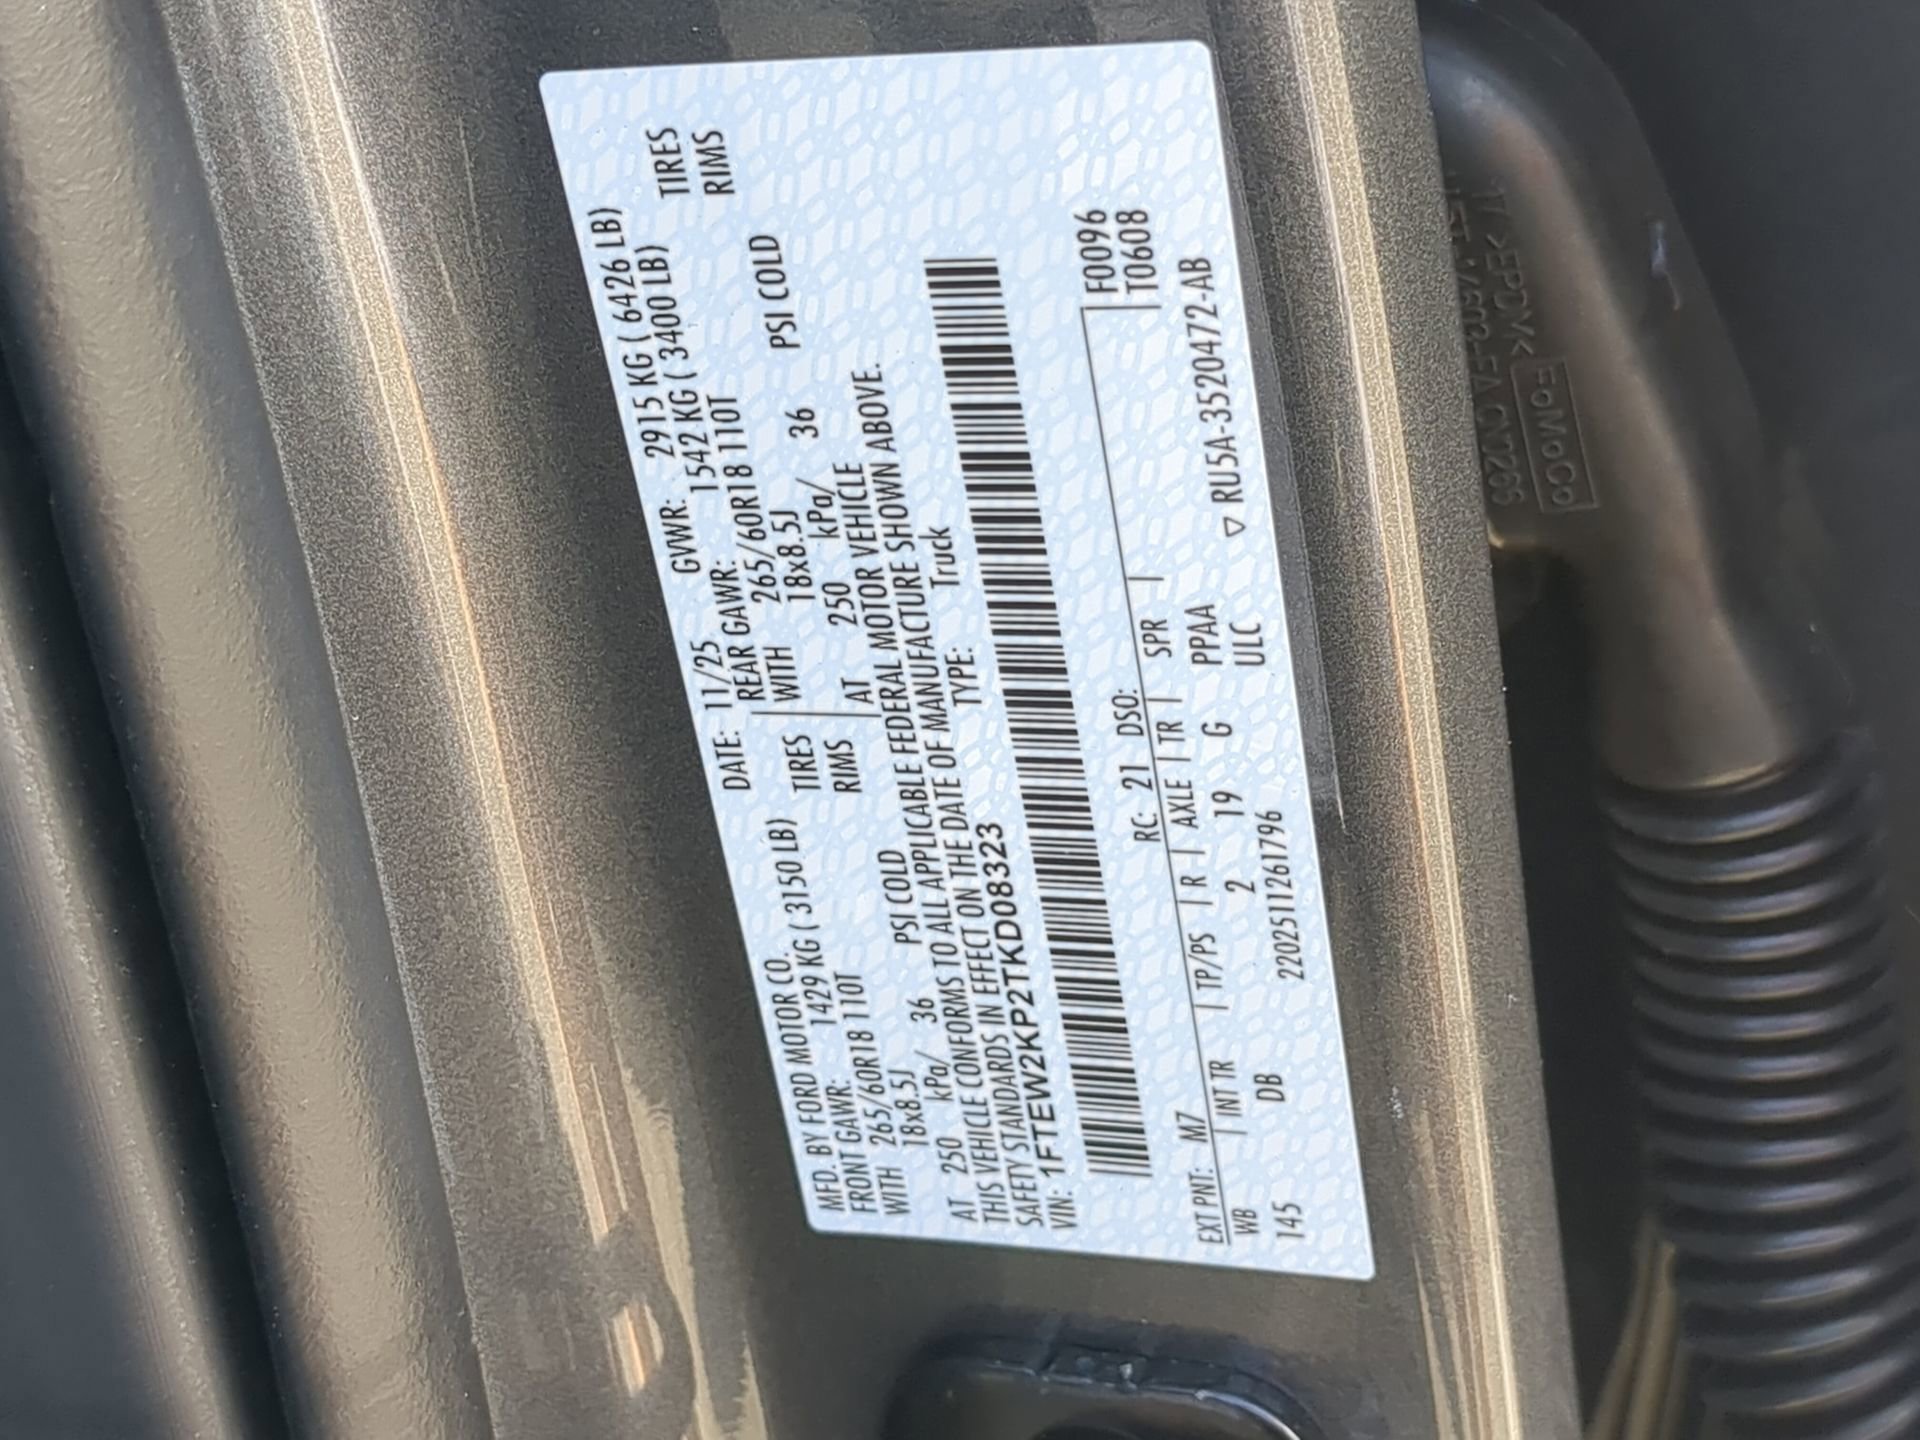 MFD. BY FORD MOTOR CO. DATE: 11/25 GVWR: 2915 KG ( 6426 LB)
FRONT GAWR: 1429 KG ( 3150 LB) REAR GAWR: 1542 KG ( 3400 LB)
WITH 265/60R18 110T TIRES WITH 265/60R18 110T TIRES
18x8.5J RIMS 18x8.5J RIMS
AT 250 kPa/ 36 PSI COLD AT 250 kPa/ 36 PSI COLD
THIS VEHICLE CONFORMS TO ALL APPLICABLE FEDERAL MOTOR VEHICLE
SAFETY STANDARDS IN EFFECT ON THE DATE OF MANUFACTURE SHOWN ABOVE.
VIN: 1FTEW2KP2TKD08323 TYPE: Truck
F0096
T0608
EXT PNT: M7 RC: 21 DSO:
WB | INT TR | TP/PS | R | AXLE | TR | SPR |
145 DB 2 19 G PPAA
22025112617​96 ULC
▽ RU5A-3520472-AB
>EPDM<
FoMoCo